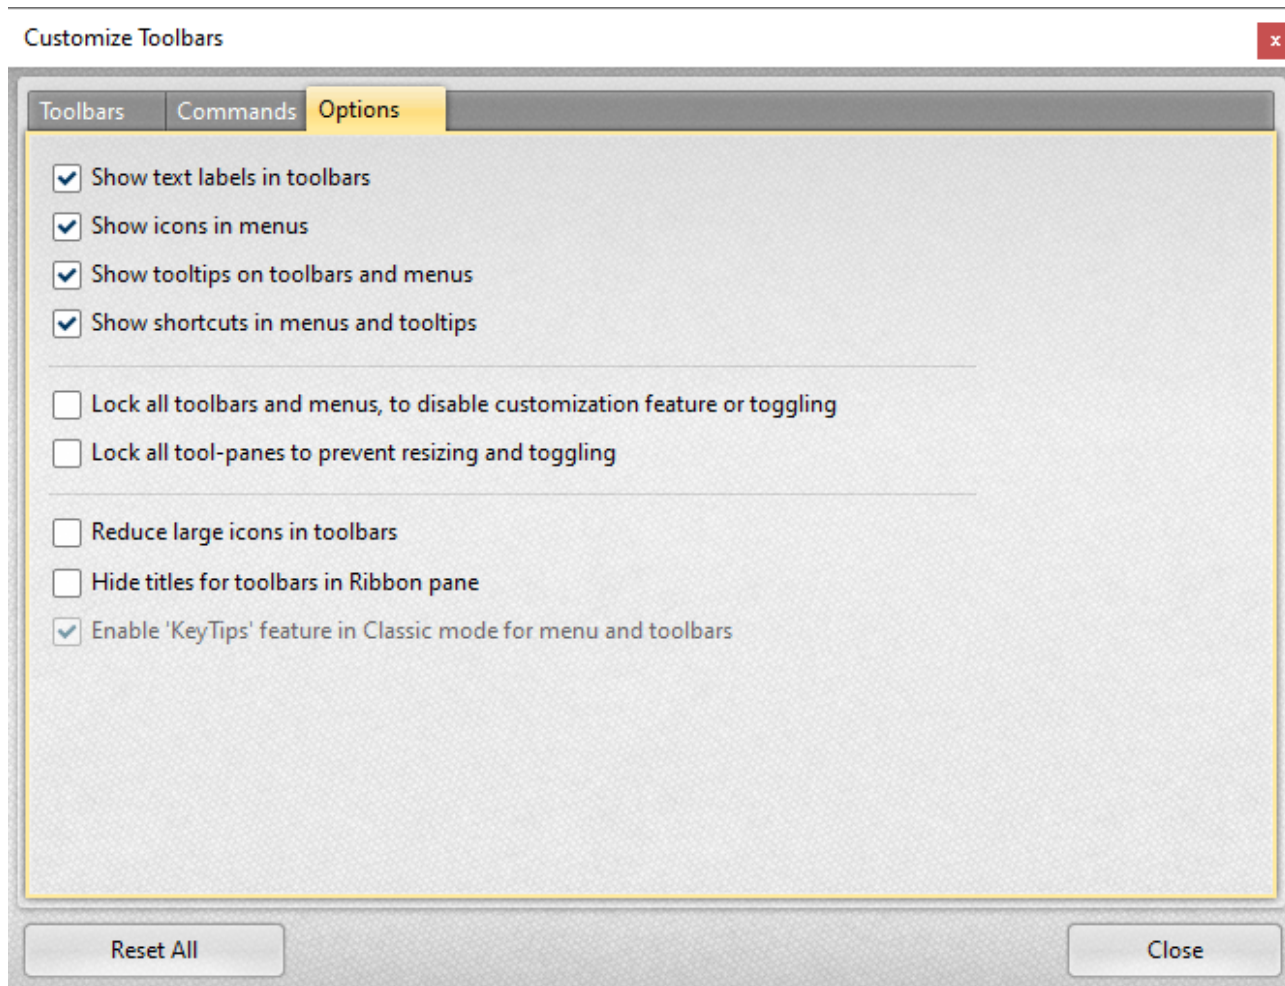 Customize Toolbars
x
Toolbars Commands Options
Show text labels in toolbars
Show icons in menus
Show tooltips on toolbars and menus
Show shortcuts in menus and tooltips
Lock all toolbars and menus, to disable customization feature or toggling
Lock all tool-panes to prevent resizing and toggling
Reduce large icons in toolbars
Hide titles for toolbars in Ribbon pane
Enable 'KeyTips' feature in Classic mode for menu and toolbars
Reset All Close